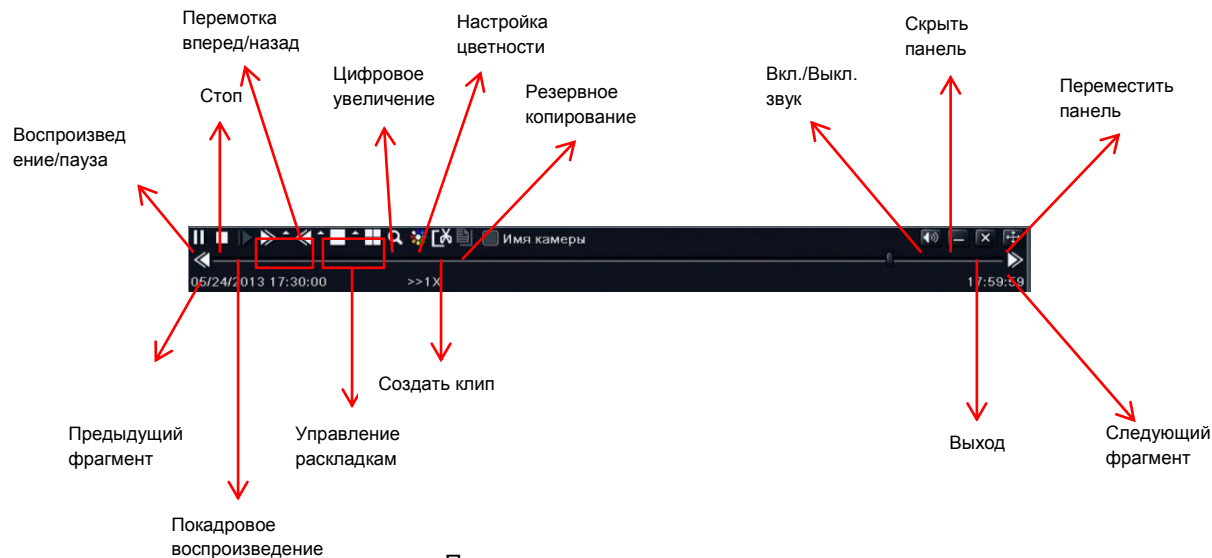 Перемотка
вперед/назад
Настройка
цветности
Скрыть
панель
Цифровое
увеличение
Вкл./Выкл.
звук
Стоп
Резервное
копирование
Переместить
панель
Воспроизвед
ение/пауза
Имя камеры
05/24/2013 17:30:00
>>1X
17:59:59
Создать клип
Предыдущий
фрагмент
Управление
раскладкам
Выход
Следующий
фрагмент
Покадровое
воспроизведение